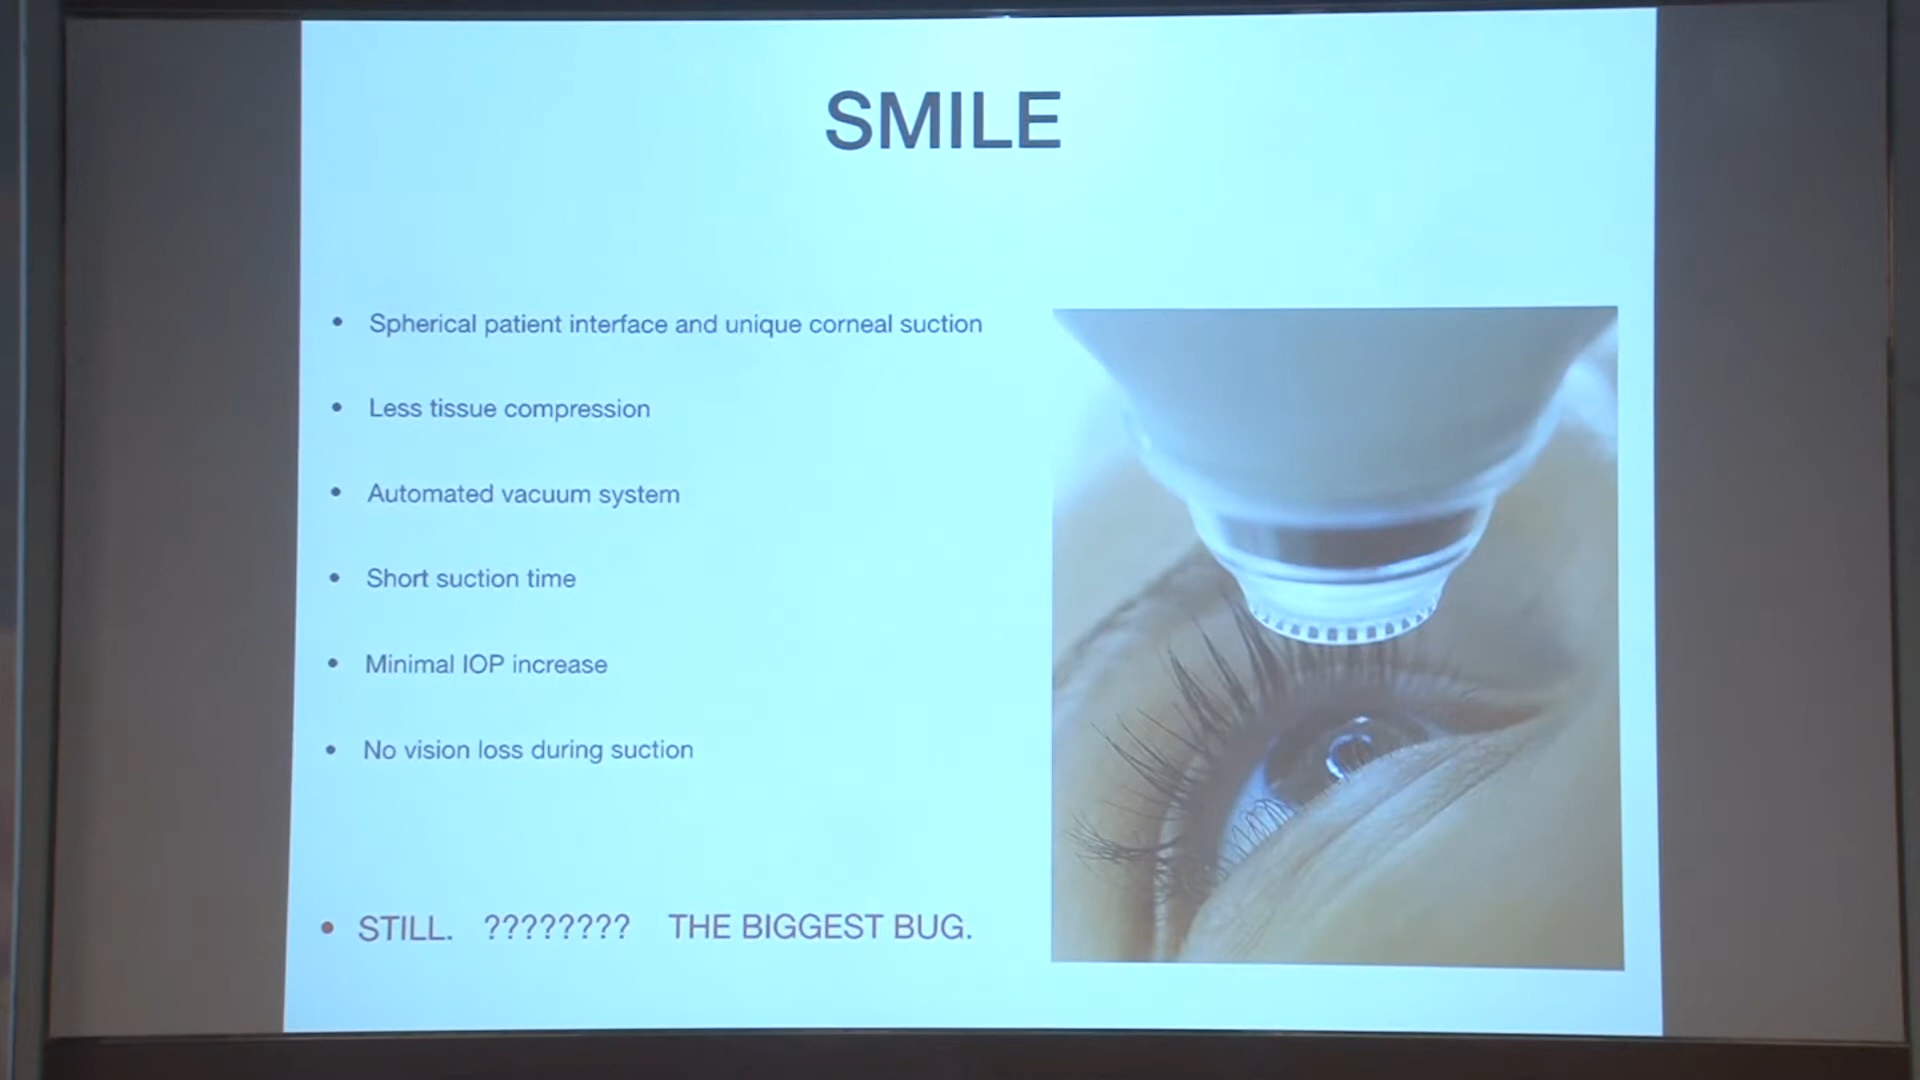 SMILE
• Spherical patient interface and unique corneal suction
• Less tissue compression
• Automated vacuum system
• Short suction time
• Minimal IOP increase
• No vision loss during suction
• STILL. ???????? THE BIGGEST BUG.